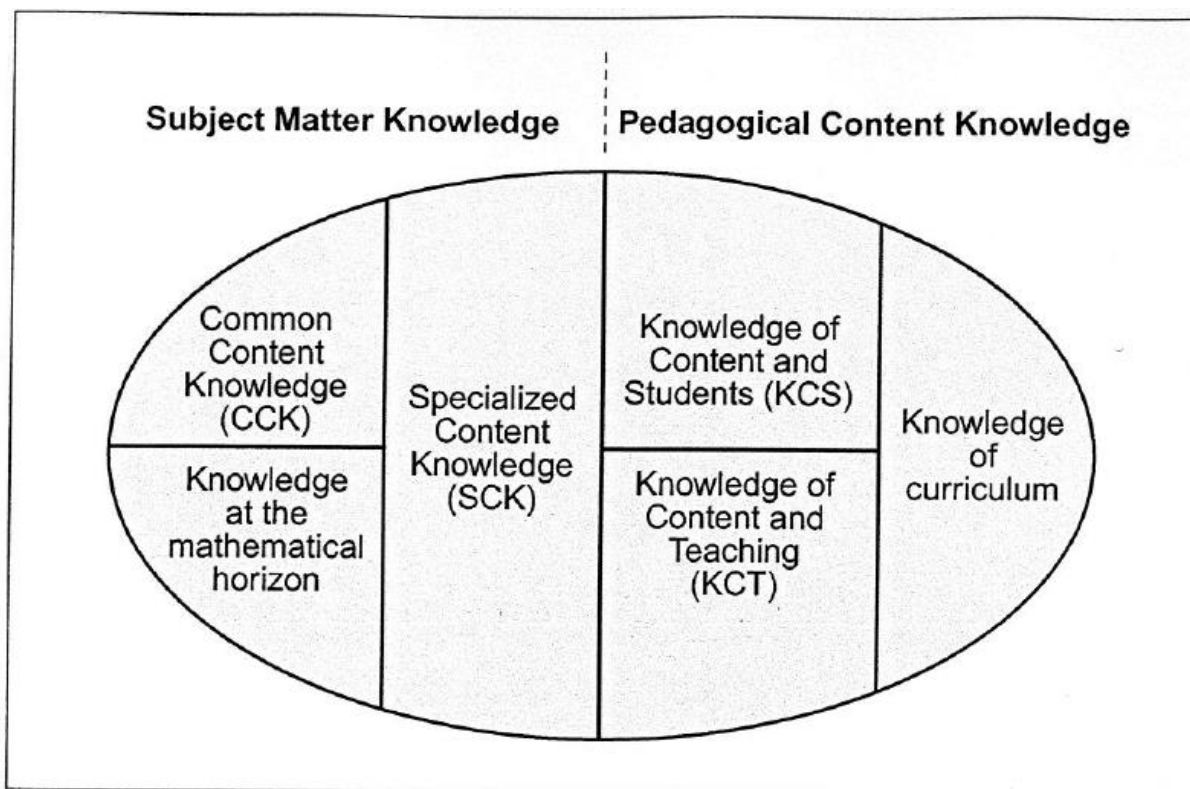 Subject Matter Knowledge
Pedagogical Content Knowledge
Common
Content
Knowledge
(CCK)
Knowledge
at the
mathematical
horizon
Specialized
Content
Knowledge
(SCK)
Knowledge of
Content and
Students (KCS)
Knowledge of
Content and
Teaching
(KCT)
Knowledge
of
curriculum